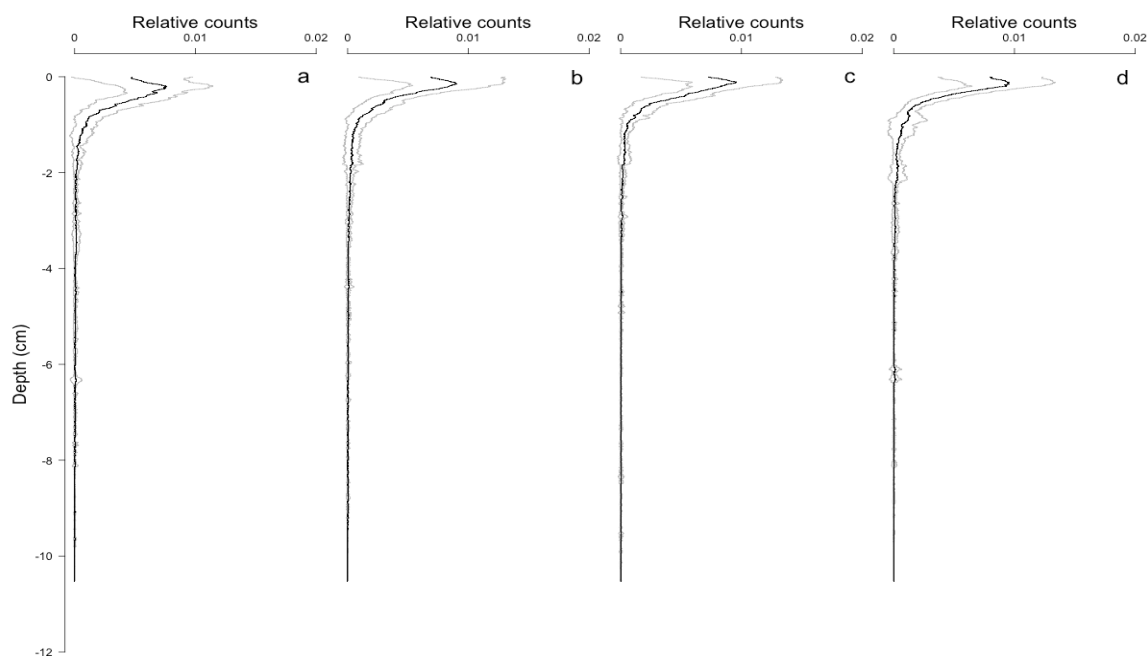 Relative counts Relative counts Relative counts Relative counts
0 0.01 0.02 0 0.01 0.02 0 0.01 0.02 0 0.01 0.02
0 a b c d
-2
-4
-6
-8
-10
-12
Depth (cm)